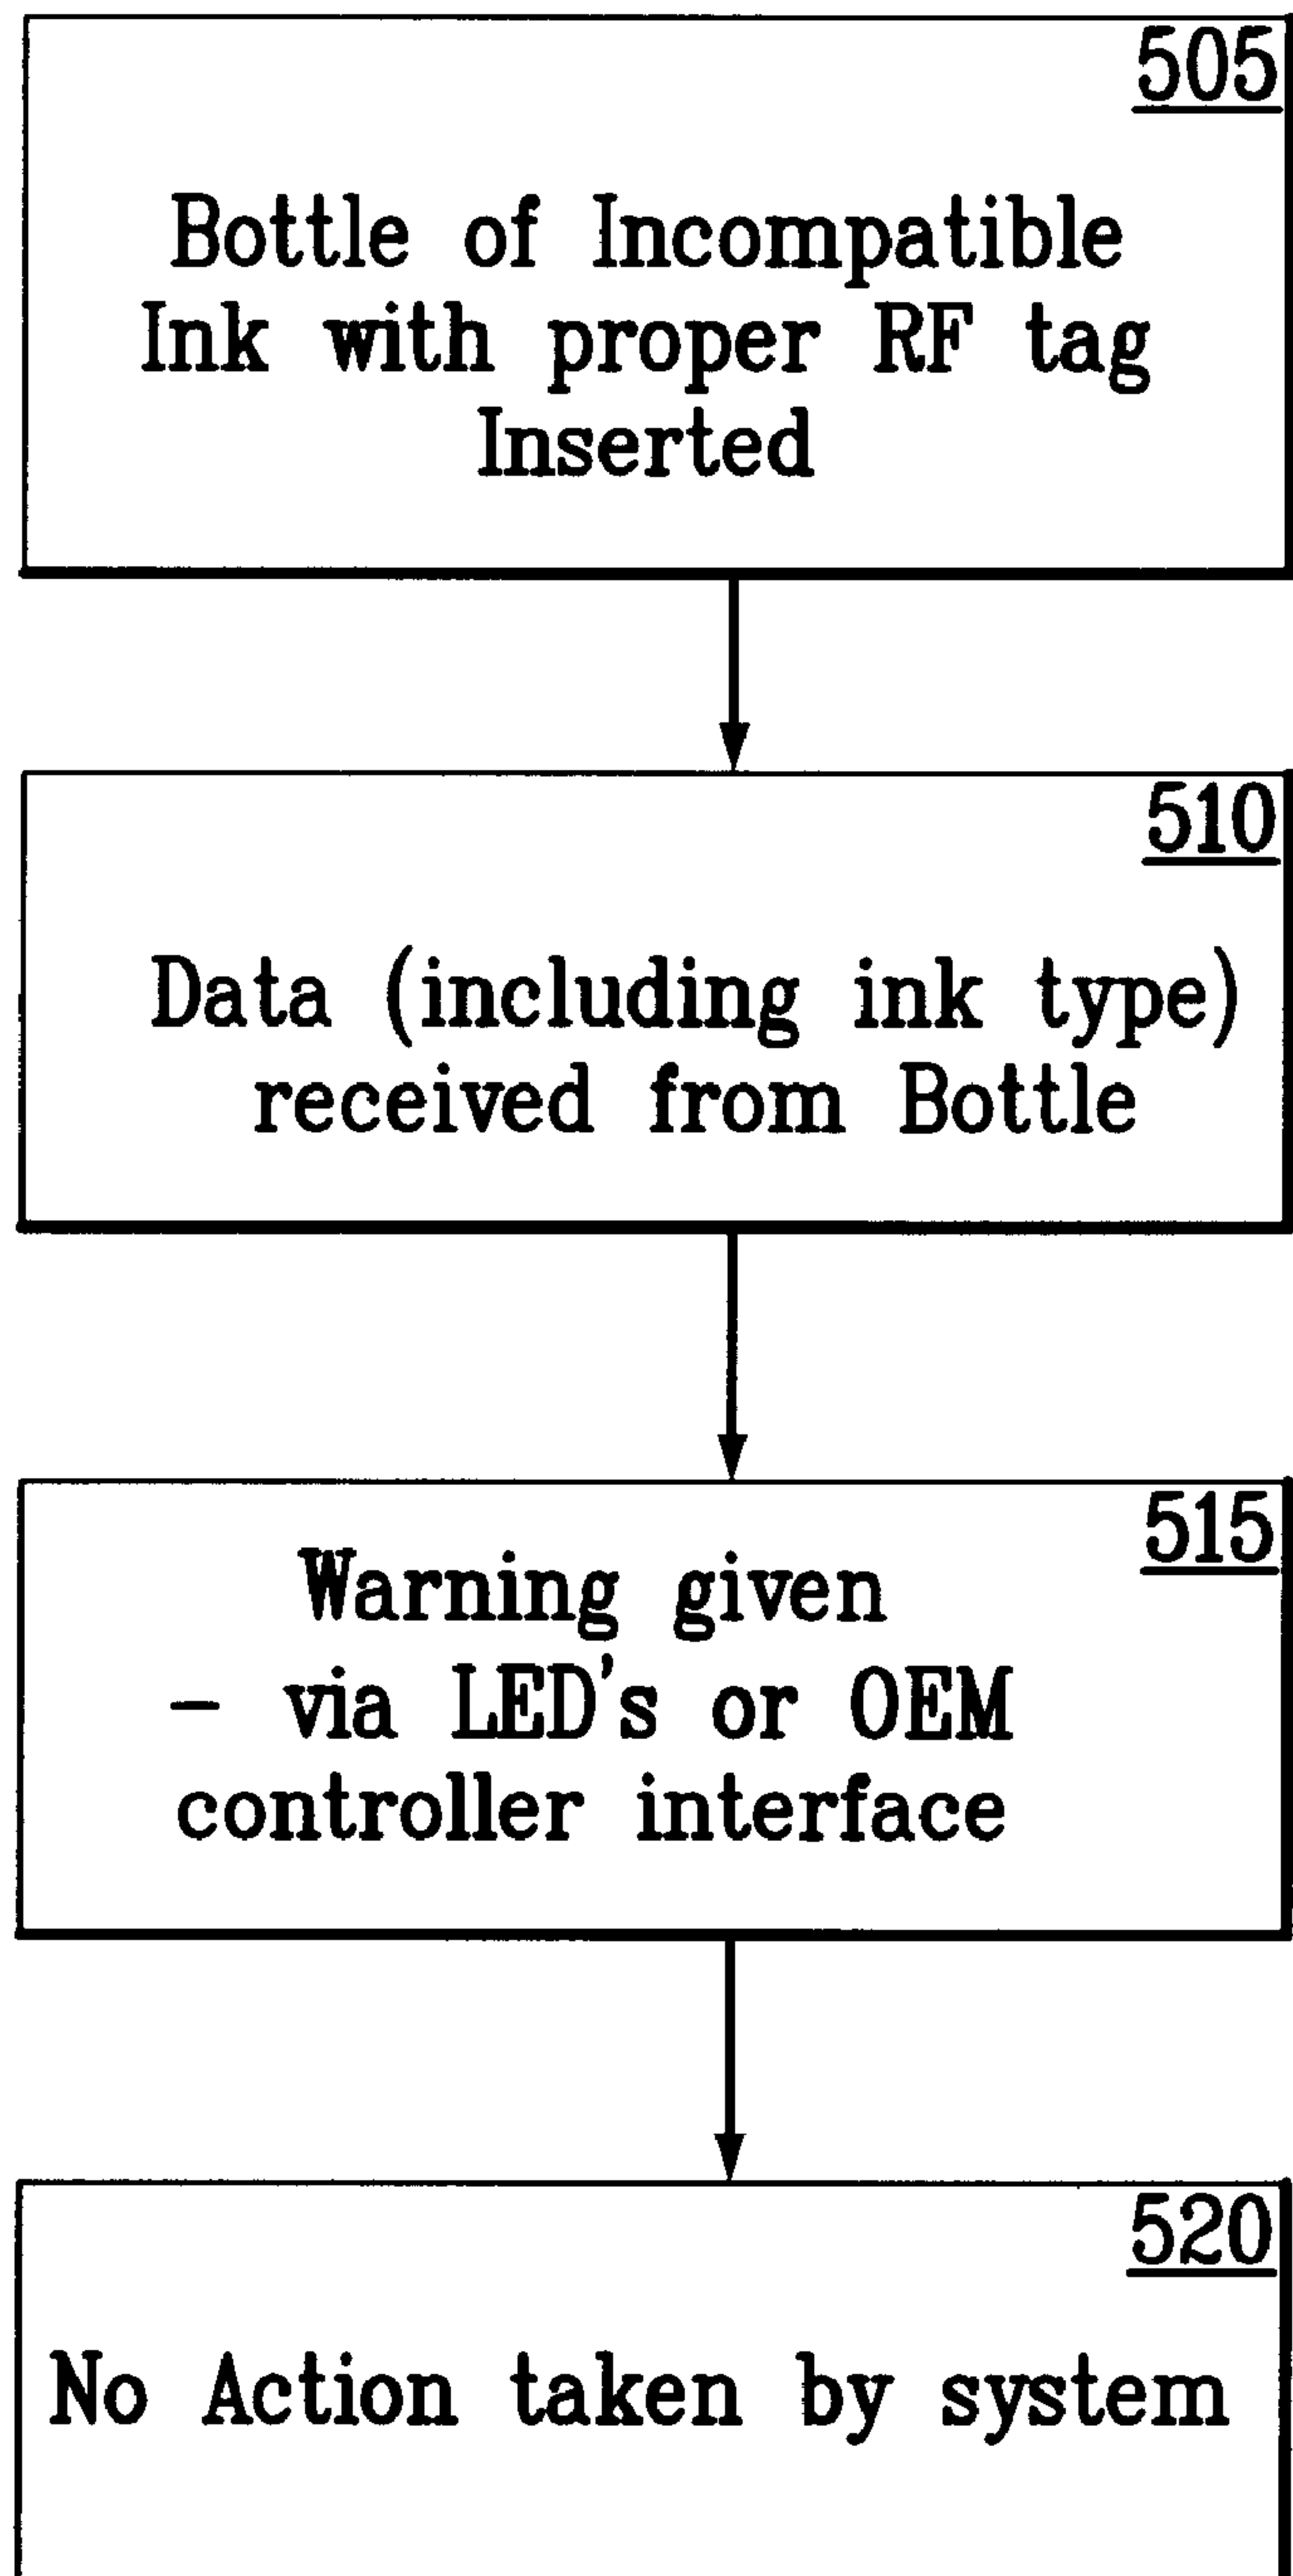 505
Bottle of Incompatible
Ink with proper RF tag
Inserted
510
Data (including ink type)
received from Bottle
515
Warning given
- via LED's or OEM
controller interface
520
No Action taken by system